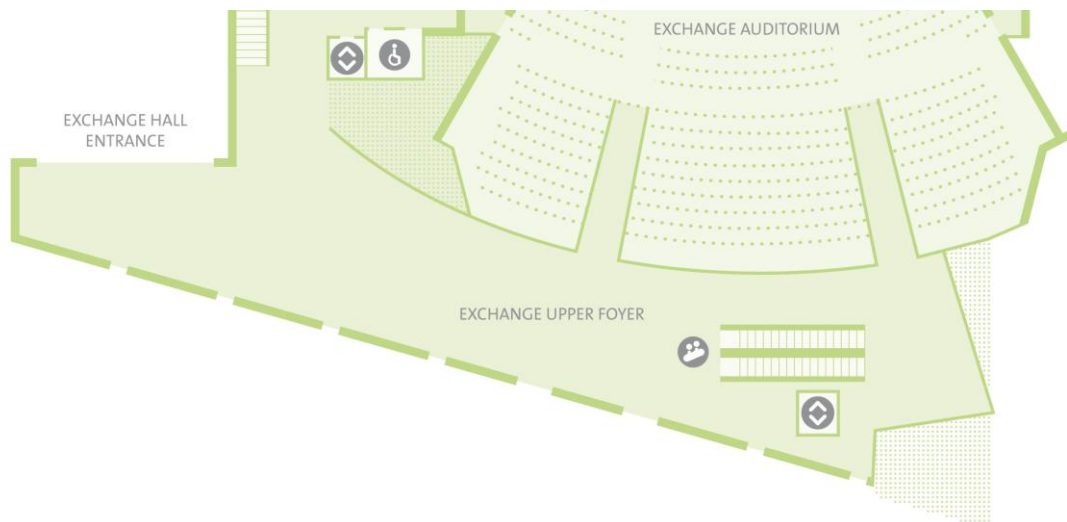 EXCHANGE AUDITORIUM
EXCHANGE HALL
ENTRANCE
EXCHANGE UPPER FOYER